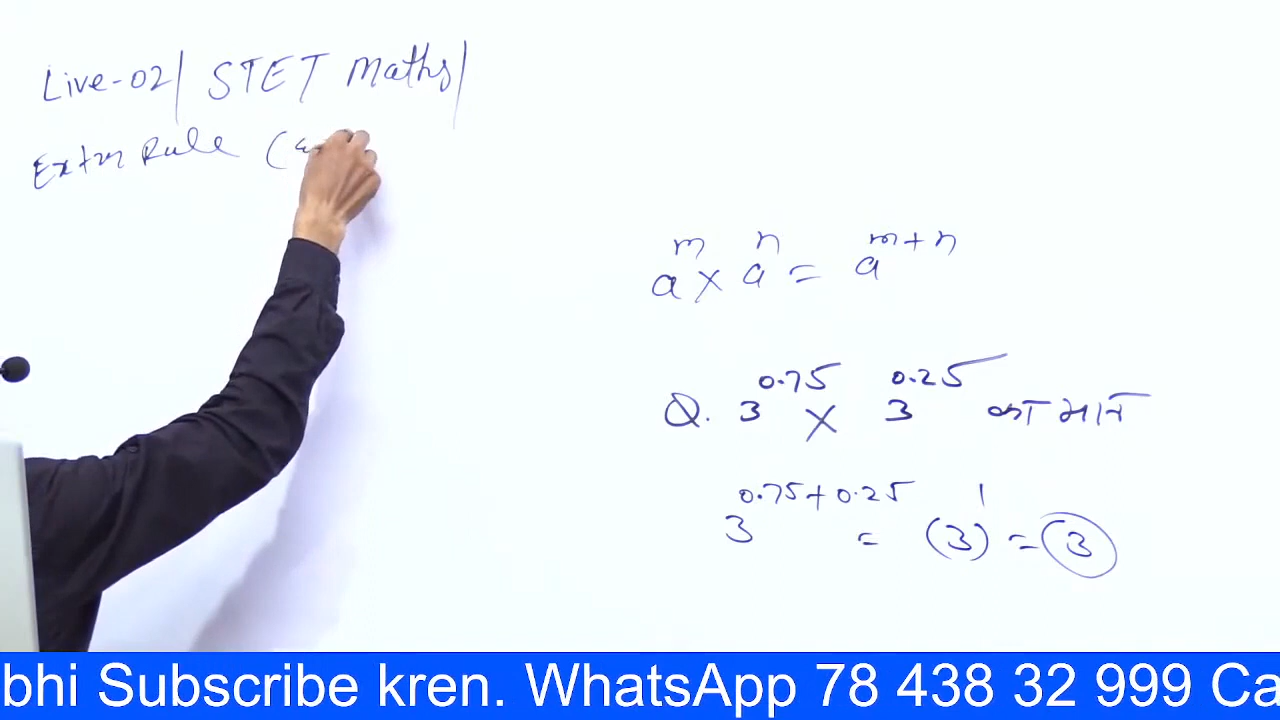 Live-02/ STET Maths/
Extra Rule (
a^m × a^n = a^{m+n}
Q. 3^{0.75} × 3^{0.25} का मान
3^{0.75+0.25} = (3)^1 = 3
bhi Subscribe kren. WhatsApp 78 438 32 999 Ca